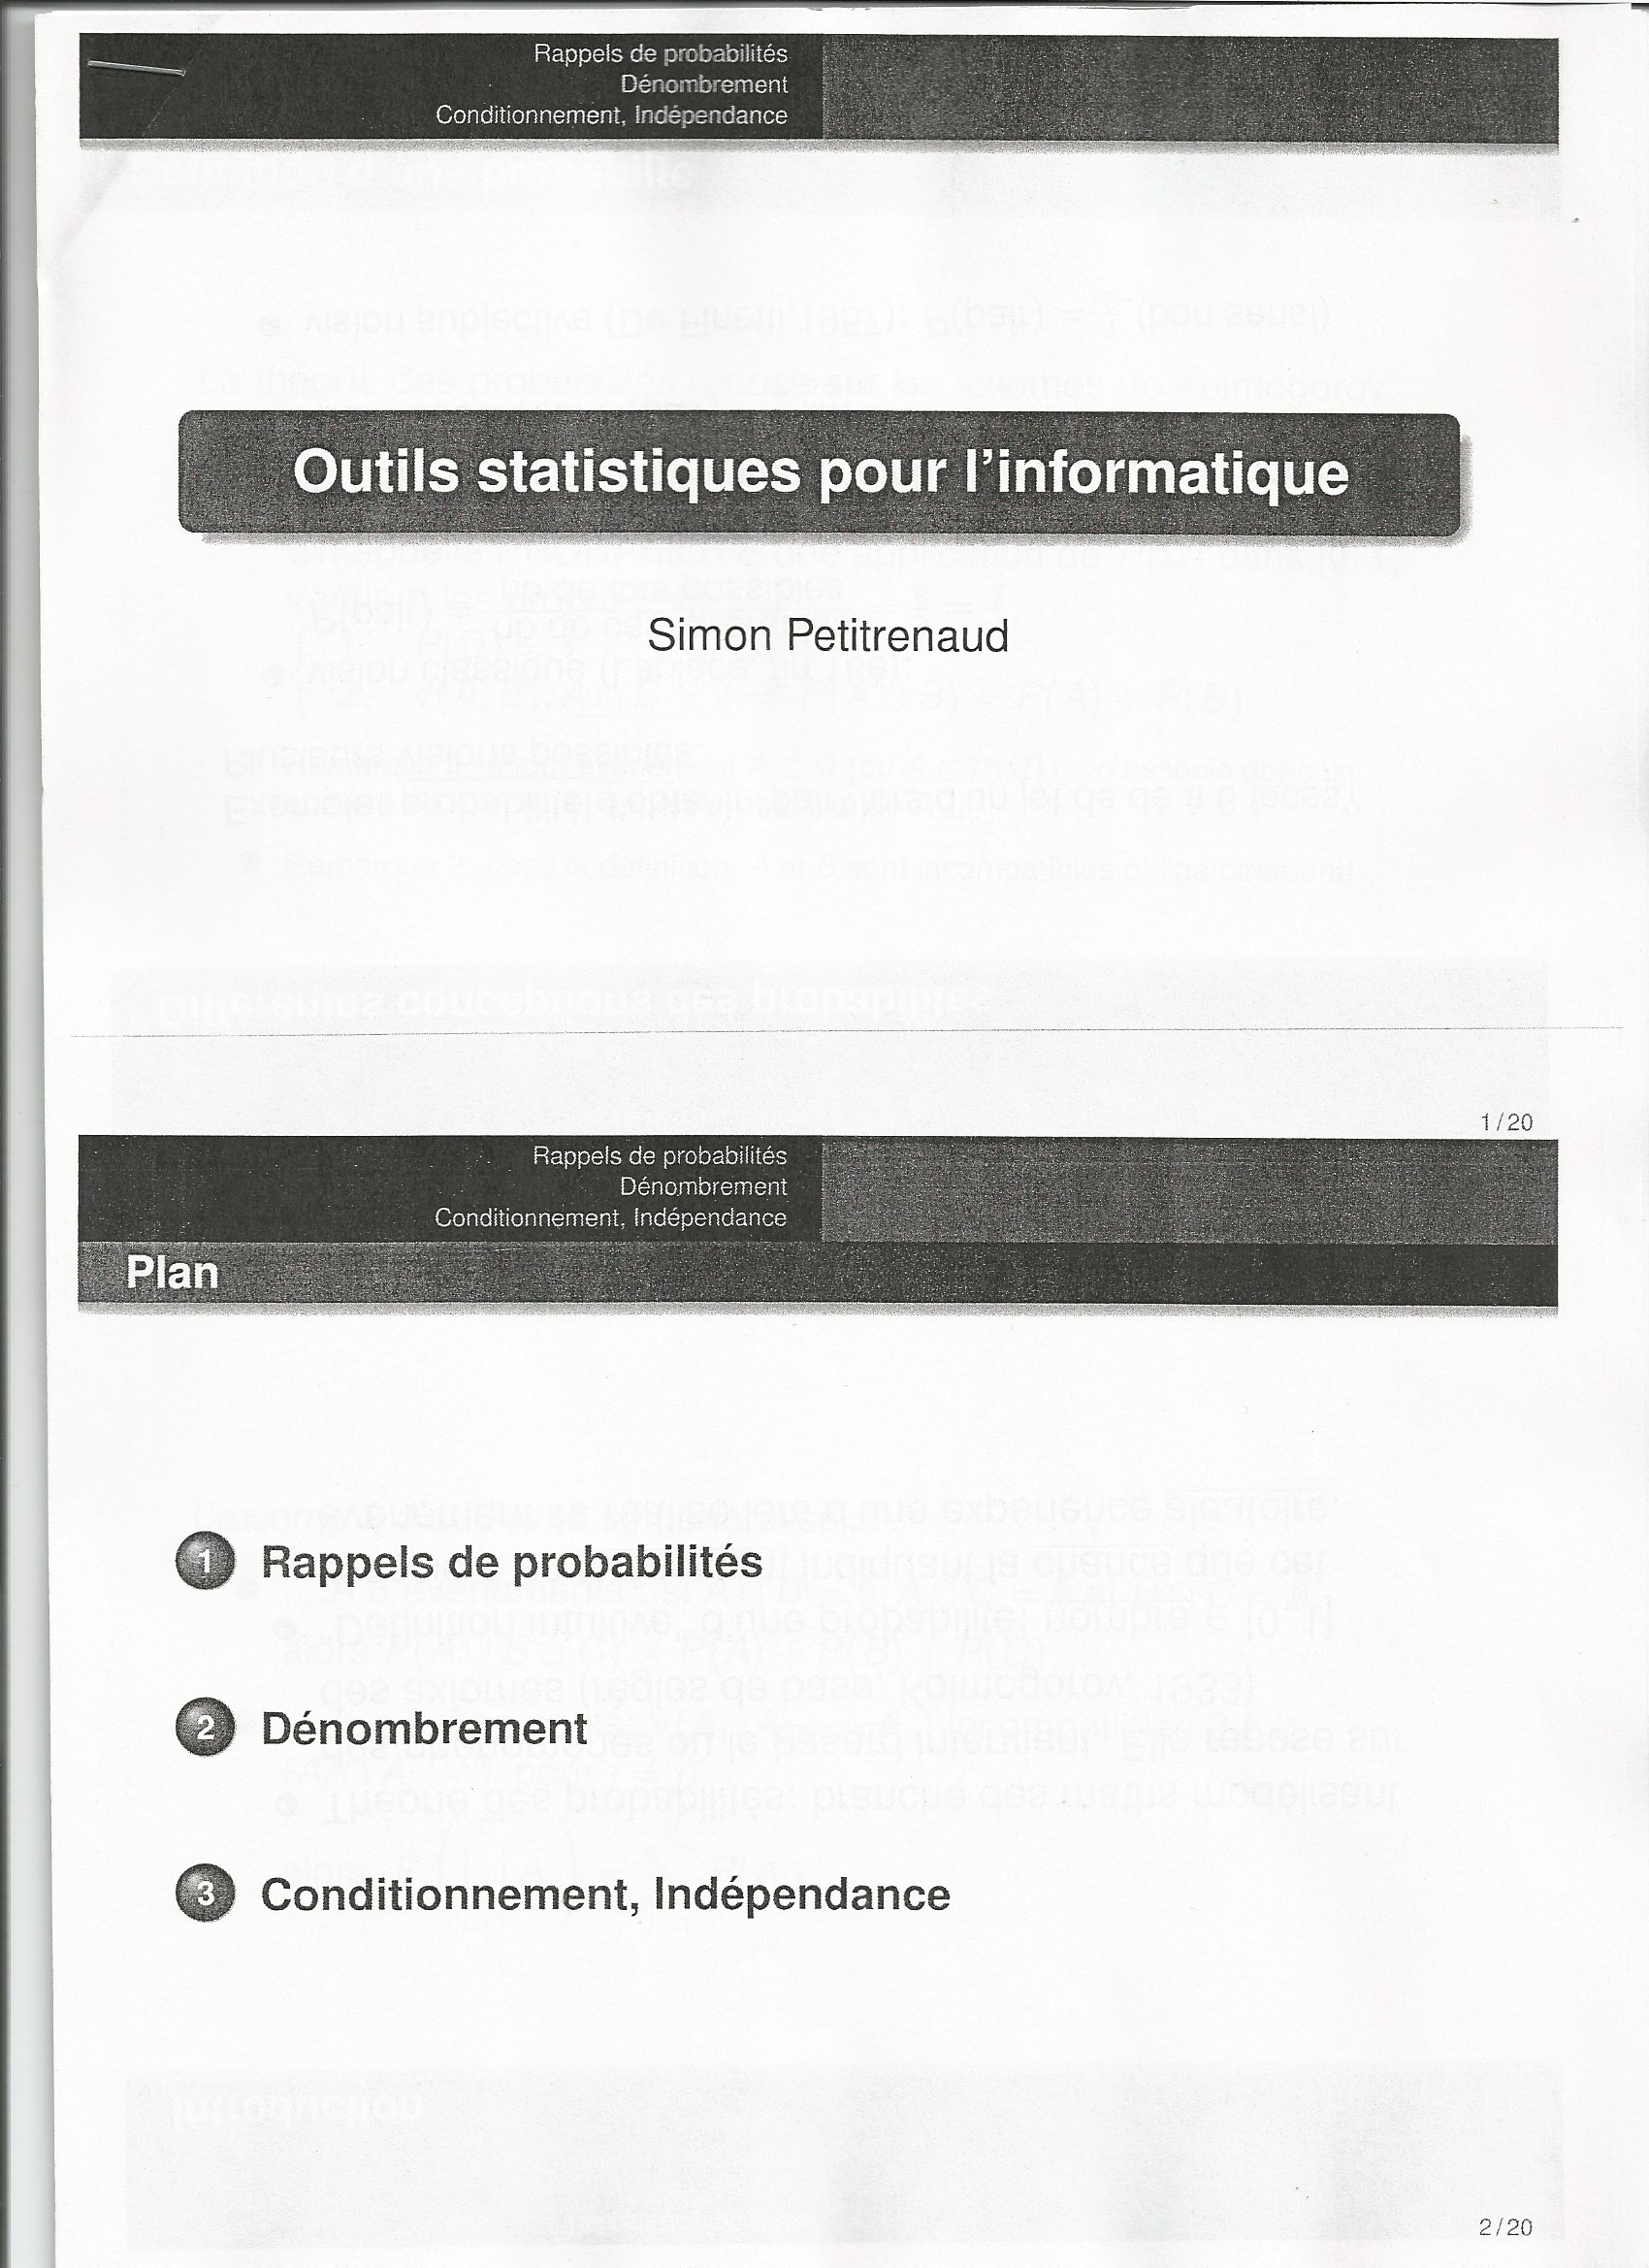 Rappels de probabilités
Dénombrement
Conditionnement, Indépendance
Outils statistiques pour l'informatique
Simon Petitrenaud
1/20
Rappels de probabilités
Dénombrement
Conditionnement, Indépendance
Plan
1 Rappels de probabilités
2 Dénombrement
3 Conditionnement, Indépendance
2/20